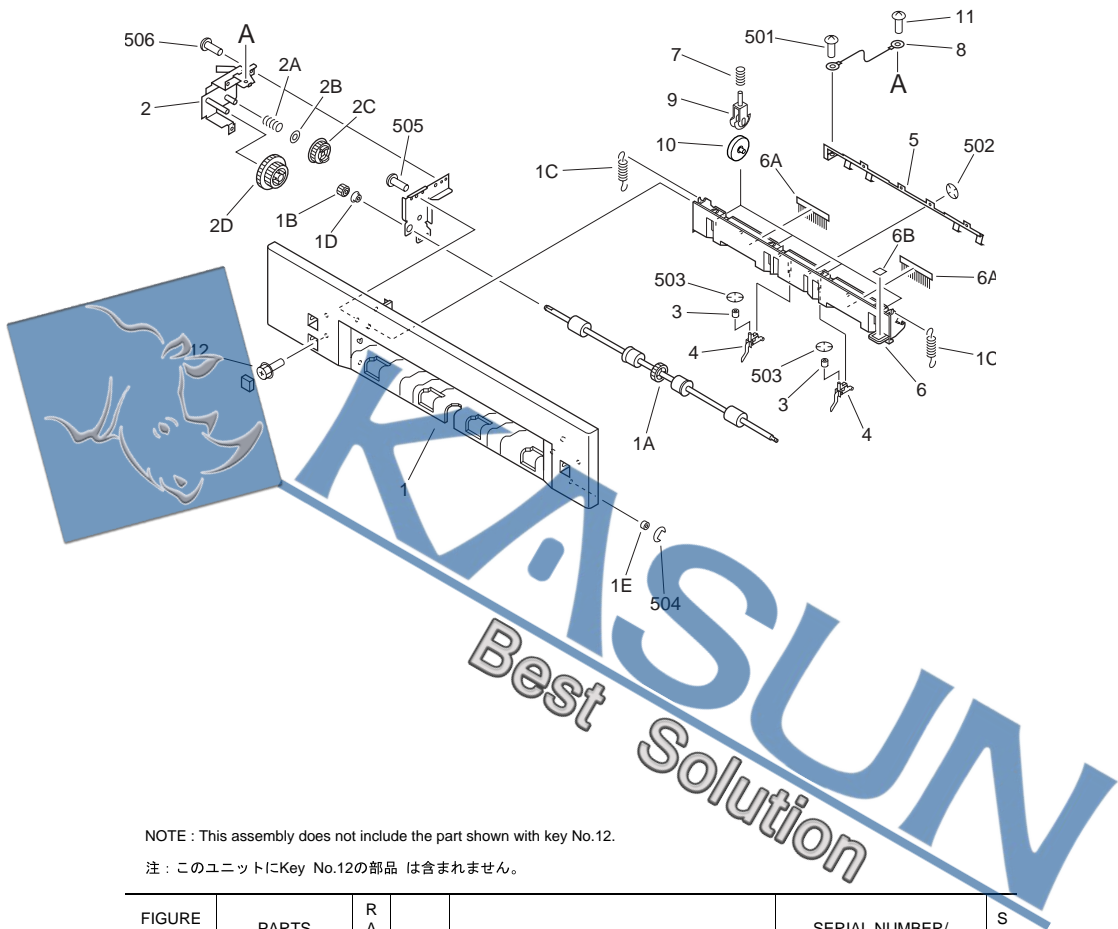 506
A
2A
2B
2
2C
505
1B
1D
2D
7
9
10
1C
6A
501
11
8
A
5
502
6B
6A
503
3
4
503
3
4
6
1C
1A
12
1
1E
504
KASUN
Best Solution
NOTE : This assembly does not include the part shown with key No.12.
注 : このユニットにKey No.12の部品 は含まれません。
FIGURE
PARTS
R
A
SERIAL NUMBER/
S